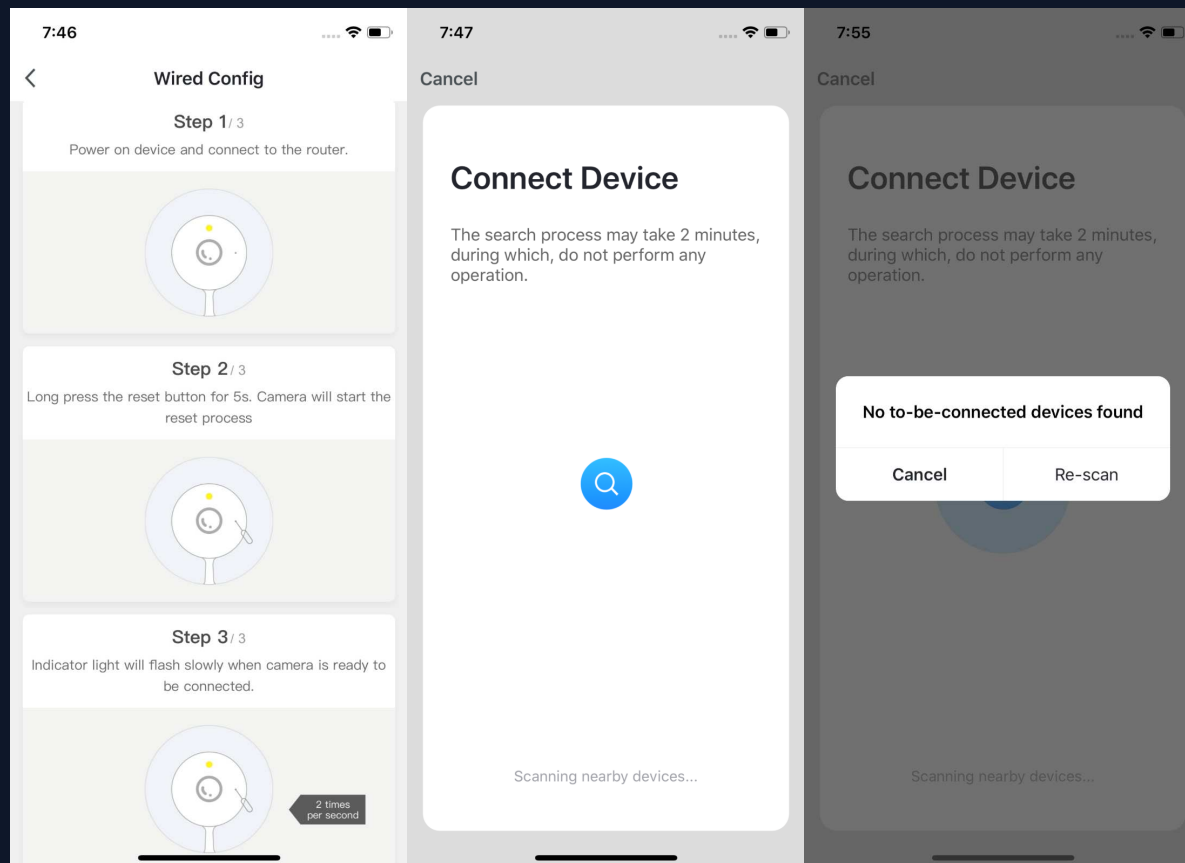 7:46
Wired Config
Step 1/ 3
Power on device and connect to the router.
Step 2/ 3
Long press the reset button for 5s. Camera will start the
reset process
Step 3/ 3
Indicator light will flash slowly when camera is ready to
be connected.
2 times
per second
7:47
Cancel
Connect Device
The search process may take 2 minutes,
during which, do not perform any
operation.
Scanning nearby devices...
7:55
Cancel
Connect Device
The search process may take 2 minutes,
during which, do not perform any
operation.
No to-be-connected devices found
Cancel
Re-scan
Scanning nearby devices...